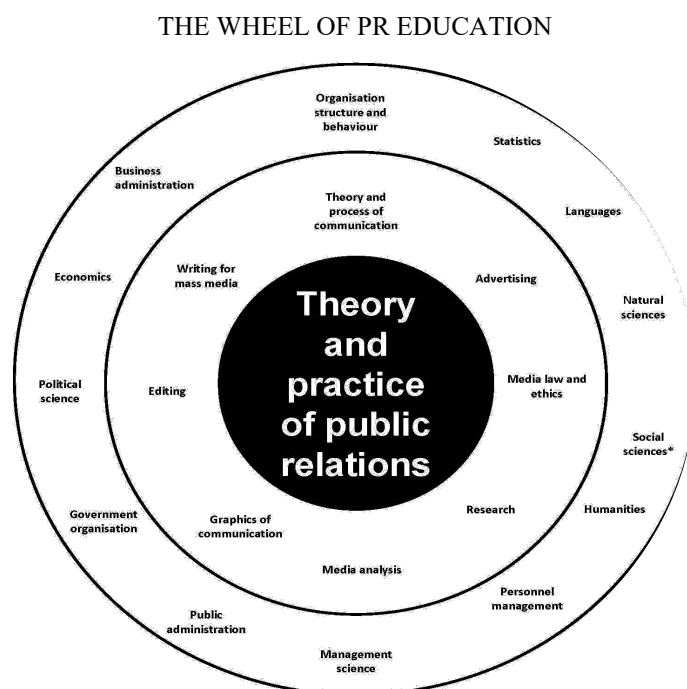 THE WHEEL OF PR EDUCATION
Organisation
structure and
behaviour
Statistics
Languages
Natural
sciences
Social
sciences*
Humanities
Personnel
management
Management
science
Public
administration
Government
organisation
Political
science
Economics
Business
administration
Theory and
process of
communication
Advertising
Media law and
ethics
Research
Media analysis
Graphics of
communication
Editing
Writing for
mass media
Theory
and
practice
of public
relations